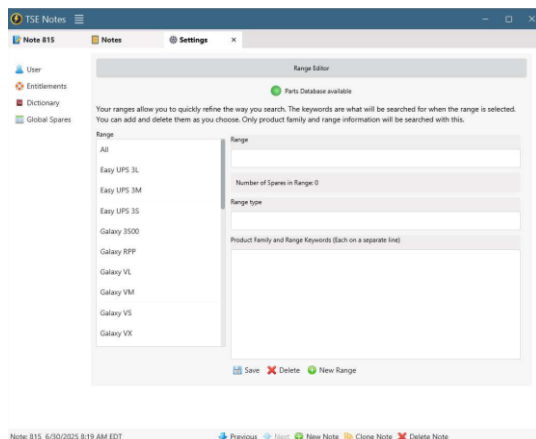 TSE Notes
Note 815
Notes
Settings
User
Entitlements
Dictionary
Global Spares
Range Editor
Parts Database available
Your ranges allow you to quickly refine the way you search. The keywords are what will be searched for when the range is selected.
You can add and delete them as you choose. Only product family and range information will be searched with this.
Range
All
Easy UPS 3L
Easy UPS 3M
Easy UPS 3S
Galaxy 3500
Galaxy RPP
Galaxy VL
Galaxy VM
Galaxy VS
Galaxy VX
Range
Number of Spares in Range: 0
Range type
Product Family and Range Keywords (Each on a separate line)
Save Delete New Range
Note: 815 6/30/2025 8:19 AM EDT Previous Next New Note Clone Note Delete Note